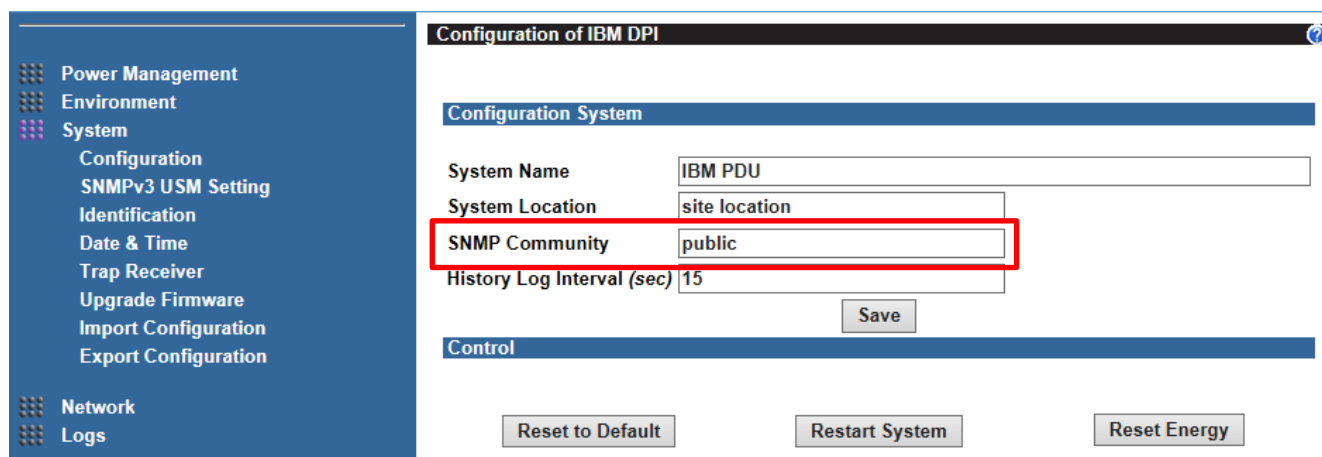 Configuration of IBM DPI
Power Management
Environment
System
Configuration
SNMPv3 USM Setting
Identification
Date & Time
Trap Receiver
Upgrade Firmware
Import Configuration
Export Configuration
Network
Logs
Configuration System
System Name IBM PDU
System Location site location
SNMP Community public
History Log Interval (sec) 15
Save
Control
Reset to Default Restart System Reset Energy